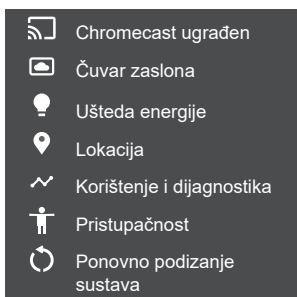 Chromecast ugrađen
Čuvar zaslona
Ušteda energije
Lokacija
Korištenje i dijagnostika
Pristupačnost
Ponovno podizanje
sustava